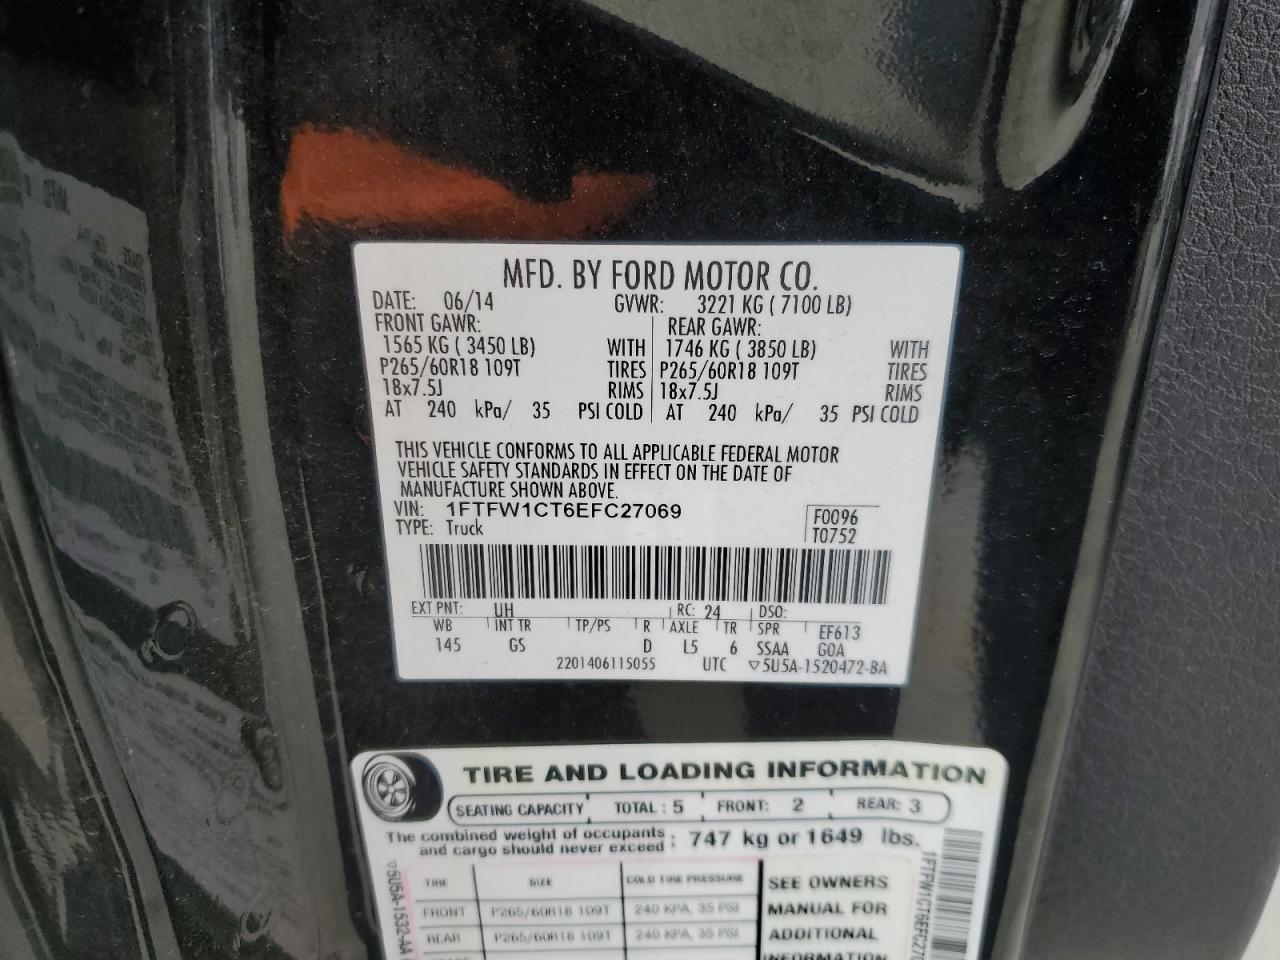 MFD. BY FORD MOTOR CO.
DATE: 06/14 GVWR: 3221 KG ( 7100 LB)
FRONT GAWR: REAR GAWR:
1565 KG ( 3450 LB) WITH 1746 KG ( 3850 LB) WITH
P265/60R18 109T TIRES P265/60R18 109T TIRES
18x7.5J RIMS 18x7.5J RIMS
AT 240 kPa/ 35 PSI COLD AT 240 kPa/ 35 PSI COLD
THIS VEHICLE CONFORMS TO ALL APPLICABLE FEDERAL MOTOR
VEHICLE SAFETY STANDARDS IN EFFECT ON THE DATE OF
MANUFACTURE SHOWN ABOVE.
VIN: 1FTFW1CT6EFC27069 F0096
TYPE: Truck T0752
EXT PNT: UH RC: 24 DSO:
WB INT TR TP/PS R AXLE TR SPR EF613
145 GS D L5 6 SSAA GOA
2201406115055 UTC ▽5U5A-1520472-BA
TIRE AND LOADING INFORMATION
SEATING CAPACITY TOTAL : 5 FRONT: 2 REAR: 3
The combined weight of occupants
and cargo should never exceed : 747 kg or 1649 lbs.
TIRE SIZE COLD TIRE PRESSURE SEE OWNERS
FRONT P265/60R18 109T 240 KPA, 35 PSI MANUAL FOR
REAR P265/60R18 109T 240 KPA, 35 PSI ADDITIONAL
INFORMATION
▽5U5A-1532-AA
1FTFW1CT6EFC270